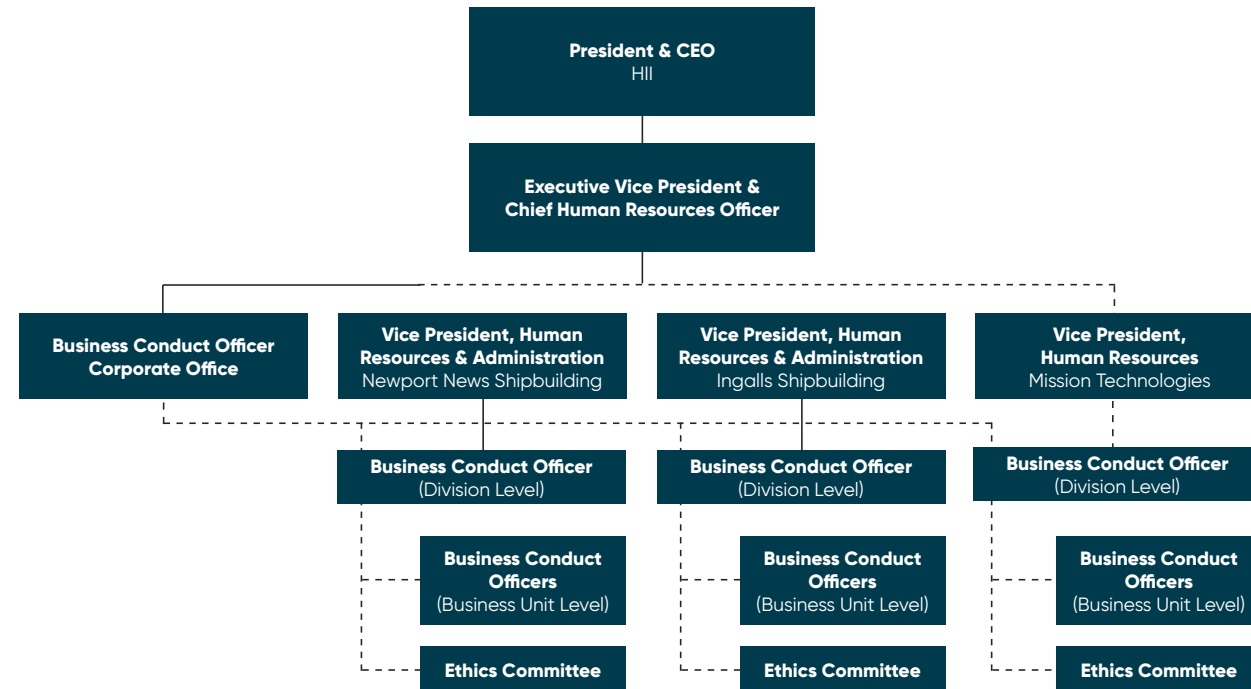 President & CEO
HII
Executive Vice President &
Chief Human Resources Officer
Business Conduct Officer
Corporate Office
Vice President, Human
Resources & Administration
Newport News Shipbuilding
Vice President, Human
Resources & Administration
Ingalls Shipbuilding
Vice President,
Human Resources
Mission Technologies
Business Conduct Officer
(Division Level)
Business Conduct Officer
(Division Level)
Business Conduct Officer
(Division Level)
Business Conduct
Officers
(Business Unit Level)
Business Conduct
Officers
(Business Unit Level)
Business Conduct
Officers
(Business Unit Level)
Ethics Committee
Ethics Committee
Ethics Committee